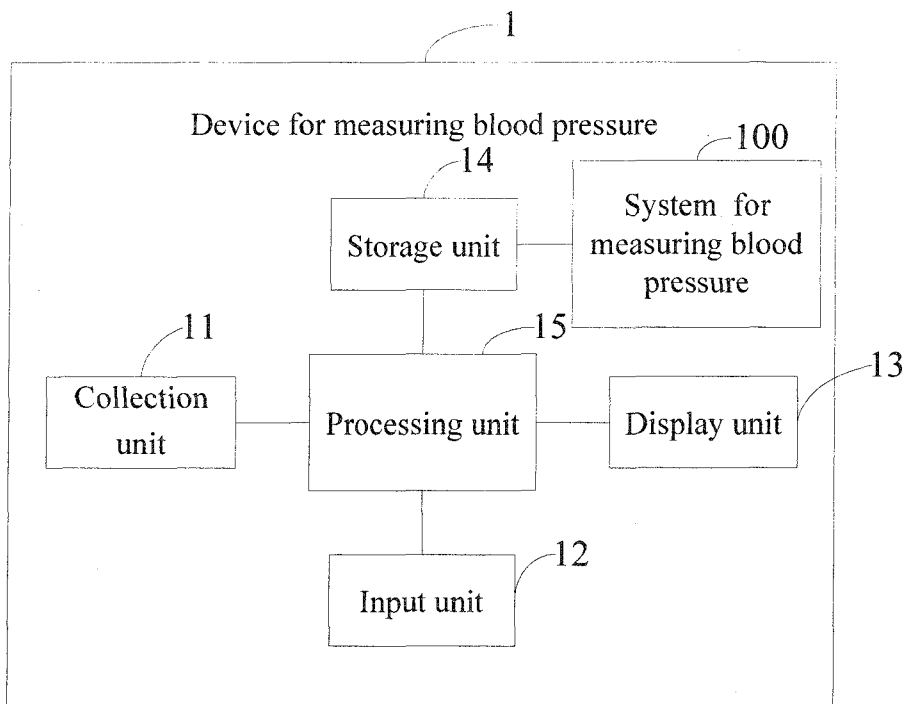 1
Device for measuring blood pressure
14
100
Storage unit
System for
measuring blood
pressure
11
15
13
Collection
unit
Processing unit
Display unit
12
Input unit